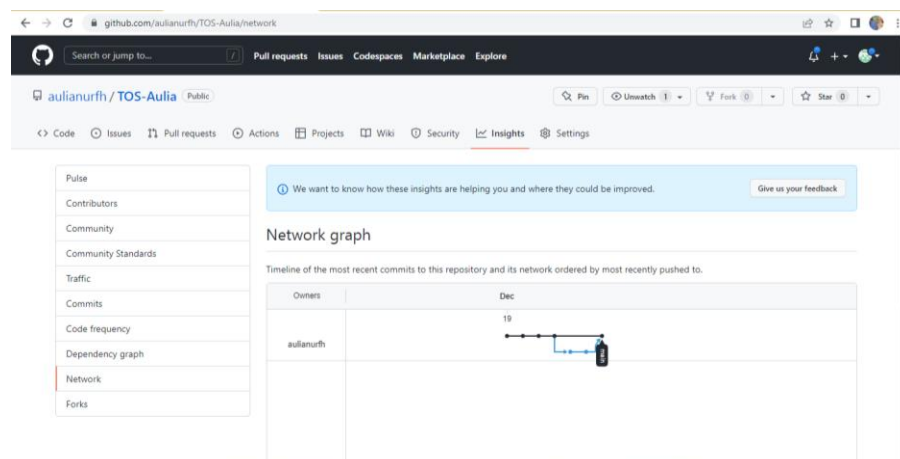 github.com/aulianurfh/TOS-Aulia/network
Search or jump to... / Pull requests Issues Codespaces Marketplace Explore
aulianurfh / TOS-Aulia Public Pin Unwatch 1 Fork 0 Star 0
Code Issues Pull requests Actions Projects Wiki Security Insights Settings
Pulse
Contributors
Community
Community Standards
Traffic
Commits
Code frequency
Dependency graph
Network
Forks
We want to know how these insights are helping you and where they could be improved. Give us your feedback
Network graph
Timeline of the most recent commits to this repository and its network ordered by most recently pushed to.
Owners Dec
19
aulianurfh
main